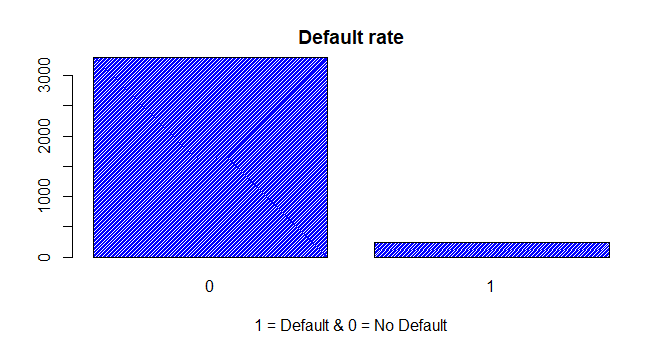 Default rate
3000
2000
1000
0
0 1
1 = Default & 0 = No Default